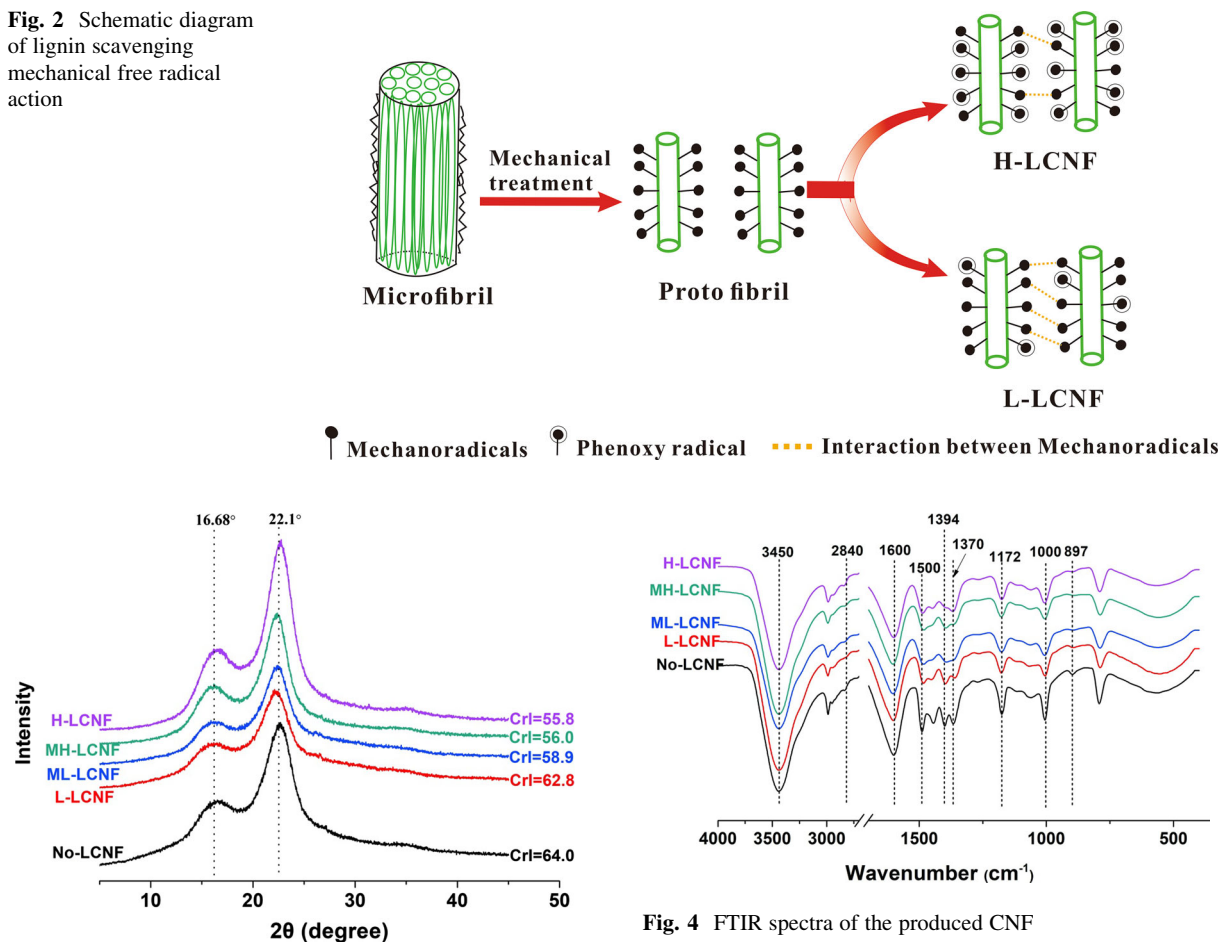 Fig. 2 Schematic diagram
of lignin scavenging
mechanical free radical
action
Microfibril
Mechanical
treatment
Proto fibril
H-LCNF
L-LCNF
Mechanoradicals
Phenoxy radical
Interaction between Mechanoradicals
16.68°
22.1°
H-LCNF
MH-LCNF
ML-LCNF
L-LCNF
No-LCNF
CrI=55.8
CrI=56.0
CrI=58.9
CrI=62.8
CrI=64.0
Intensity
10
20
30
40
50
2θ (degree)
3450
2840
1600
1500
1394
1370
1172
1000
897
H-LCNF
MH-LCNF
ML-LCNF
L-LCNF
No-LCNF
4000
3500
3000
1500
1000
500
Wavenumber (cm⁻¹)
Fig. 4 FTIR spectra of the produced CNF